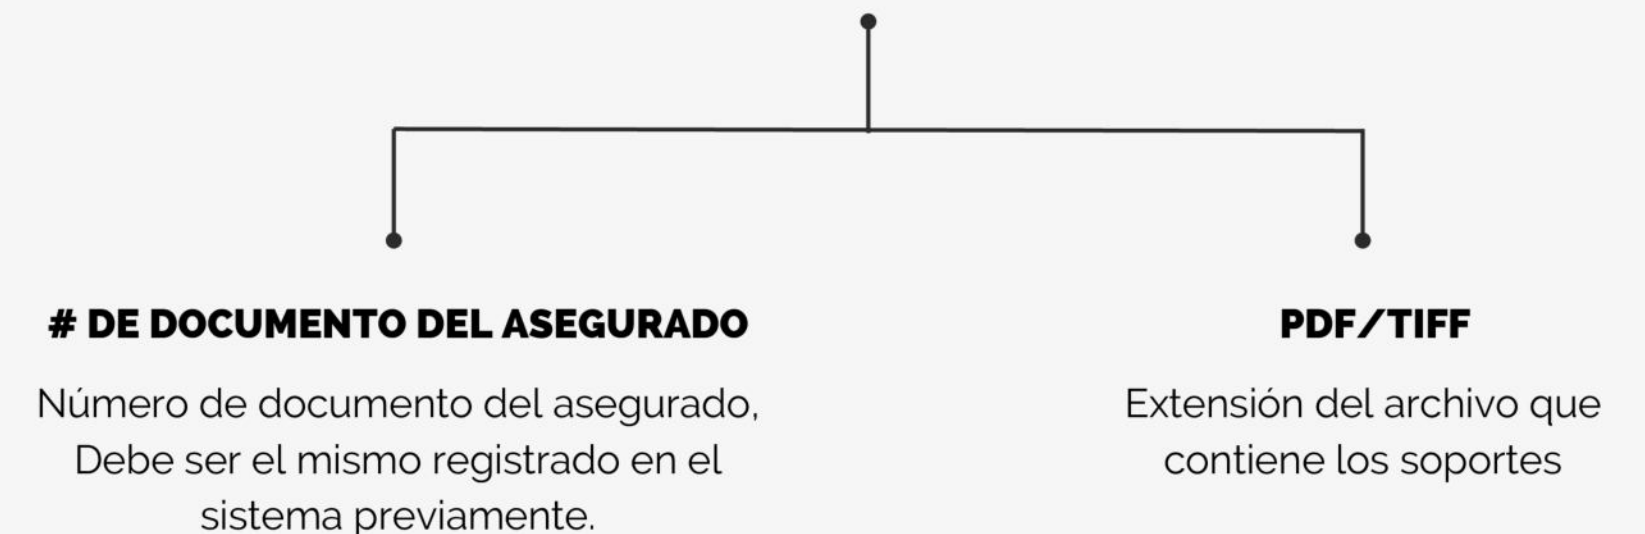 # DE DOCUMENTO DEL ASEGURADO
Número de documento del asegurado,
Debe ser el mismo registrado en el
sistema previamente.
PDF/TIFF
Extensión del archivo que
contiene los soportes